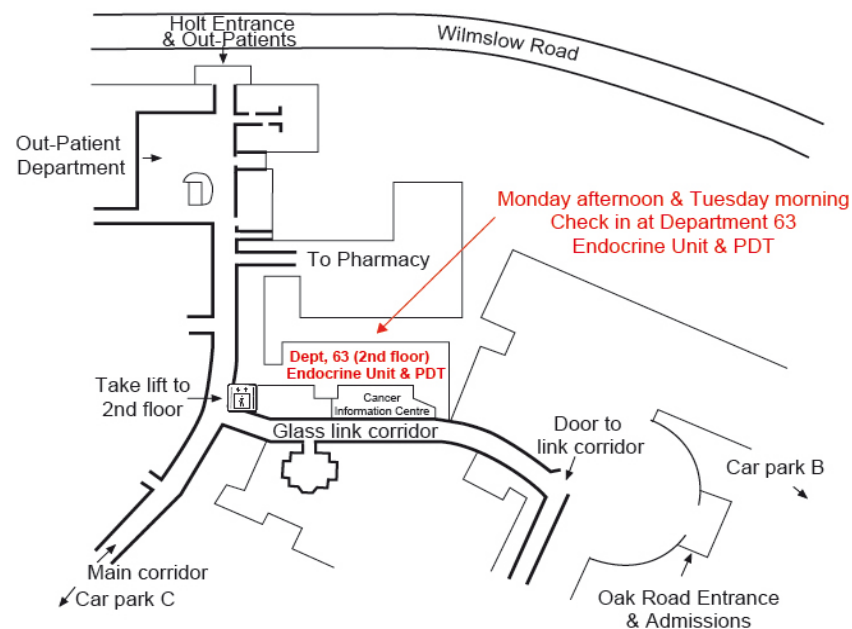 Holt Entrance
& Out-Patients
Wilmslow Road
Out-Patient
Department
Monday afternoon & Tuesday morning
Check in at Department 63
Endocrine Unit & PDT
To Pharmacy
Dept, 63 (2nd floor)
Endocrine Unit & PDT
Take lift to
2nd floor
Cancer
Information Centre
Glass link corridor
Door to
link corridor
Car park B
Main corridor
Car park C
Oak Road Entrance
& Admissions